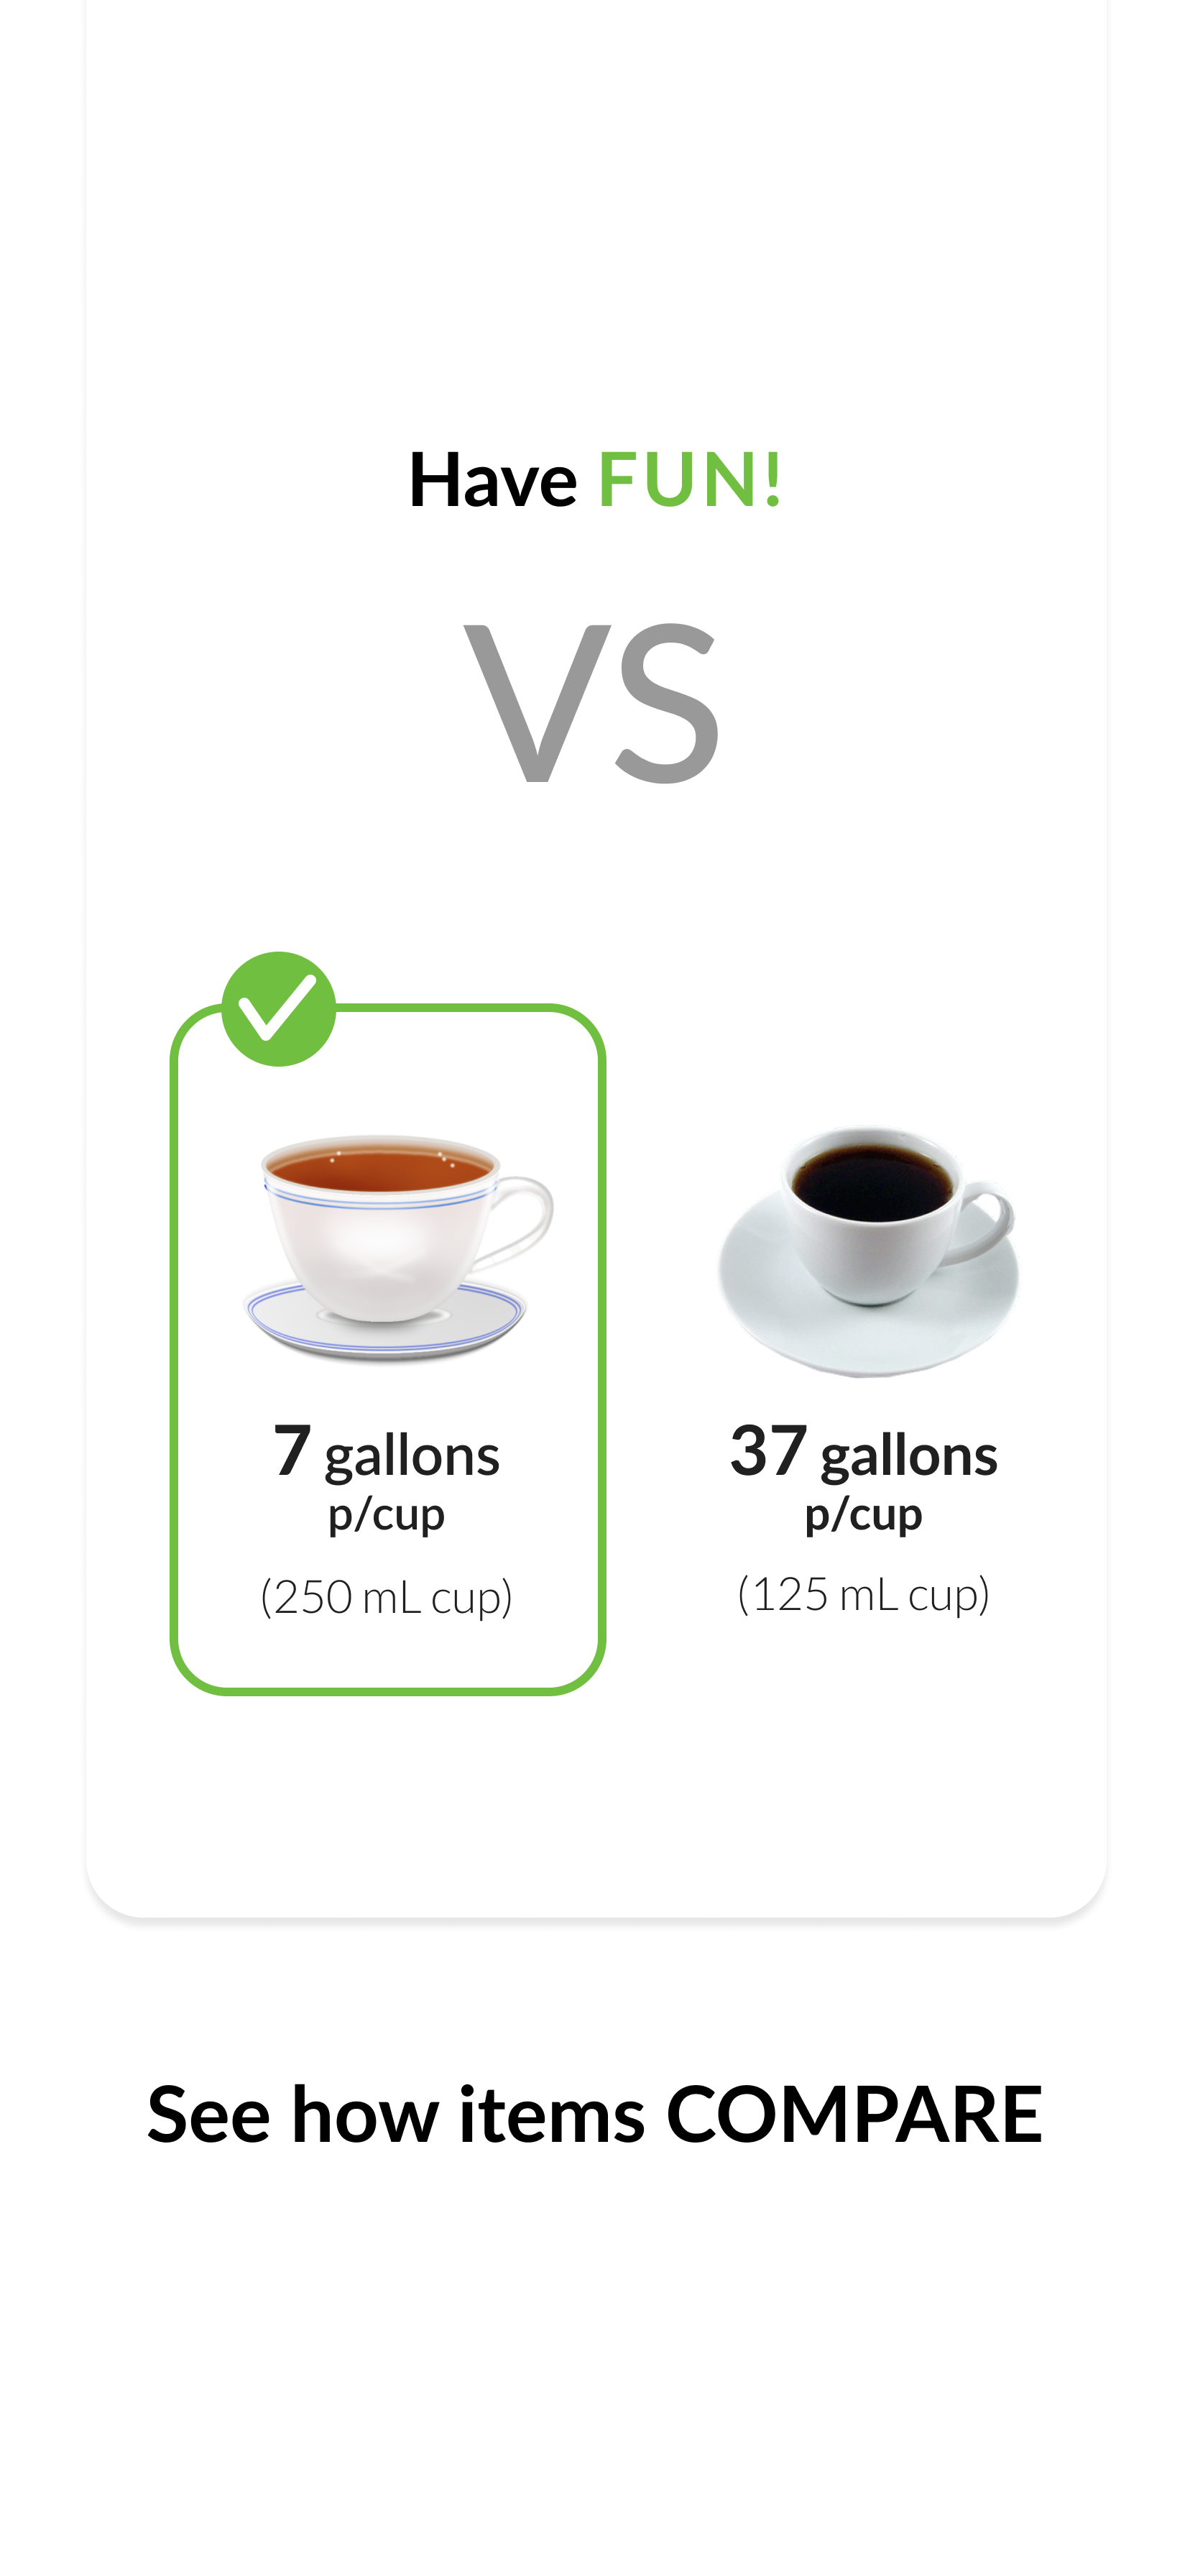 Have FUN!
VS
7 gallons
p/cup
(250 mL cup)
37 gallons
p/cup
(125 mL cup)
See how items COMPARE